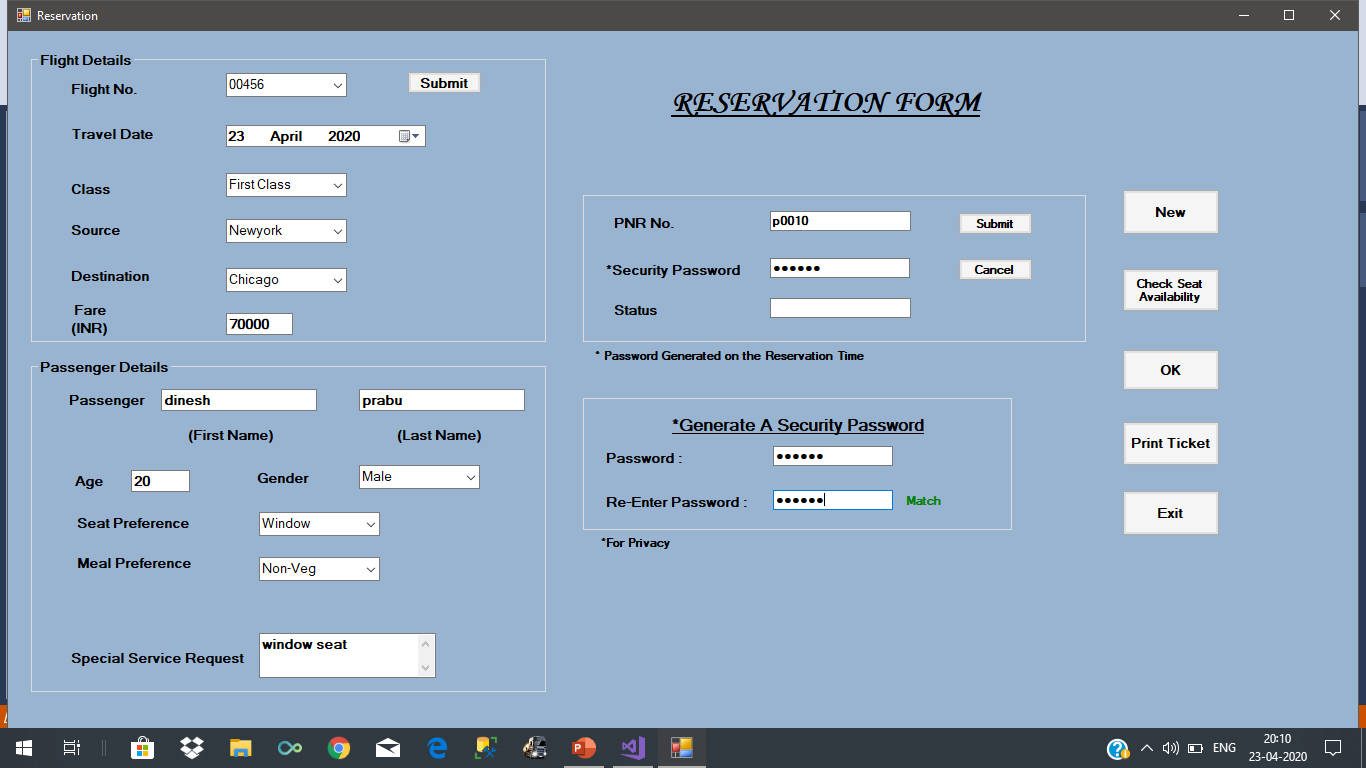 Reservation
Flight Details
Flight No. 00456 Submit
Travel Date 23 April 2020
Class First Class
Source Newyork
Destination Chicago
Fare
(INR) 70000
Passenger Details
Passenger dinesh prabu
(First Name) (Last Name)
Age 20 Gender Male
Seat Preference Window
Meal Preference Non-Veg
Special Service Request window seat
RESERVATION FORM
PNR No. p0010 Submit
*Security Password ●●●●●● Cancel
Status
* Password Generated on the Reservation Time
*Generate A Security Password
Password : ●●●●●●
Re-Enter Password : ●●●●●● Match
*For Privacy
New
Check Seat
Availability
OK
Print Ticket
Exit
ENG
20:10
23-04-2020